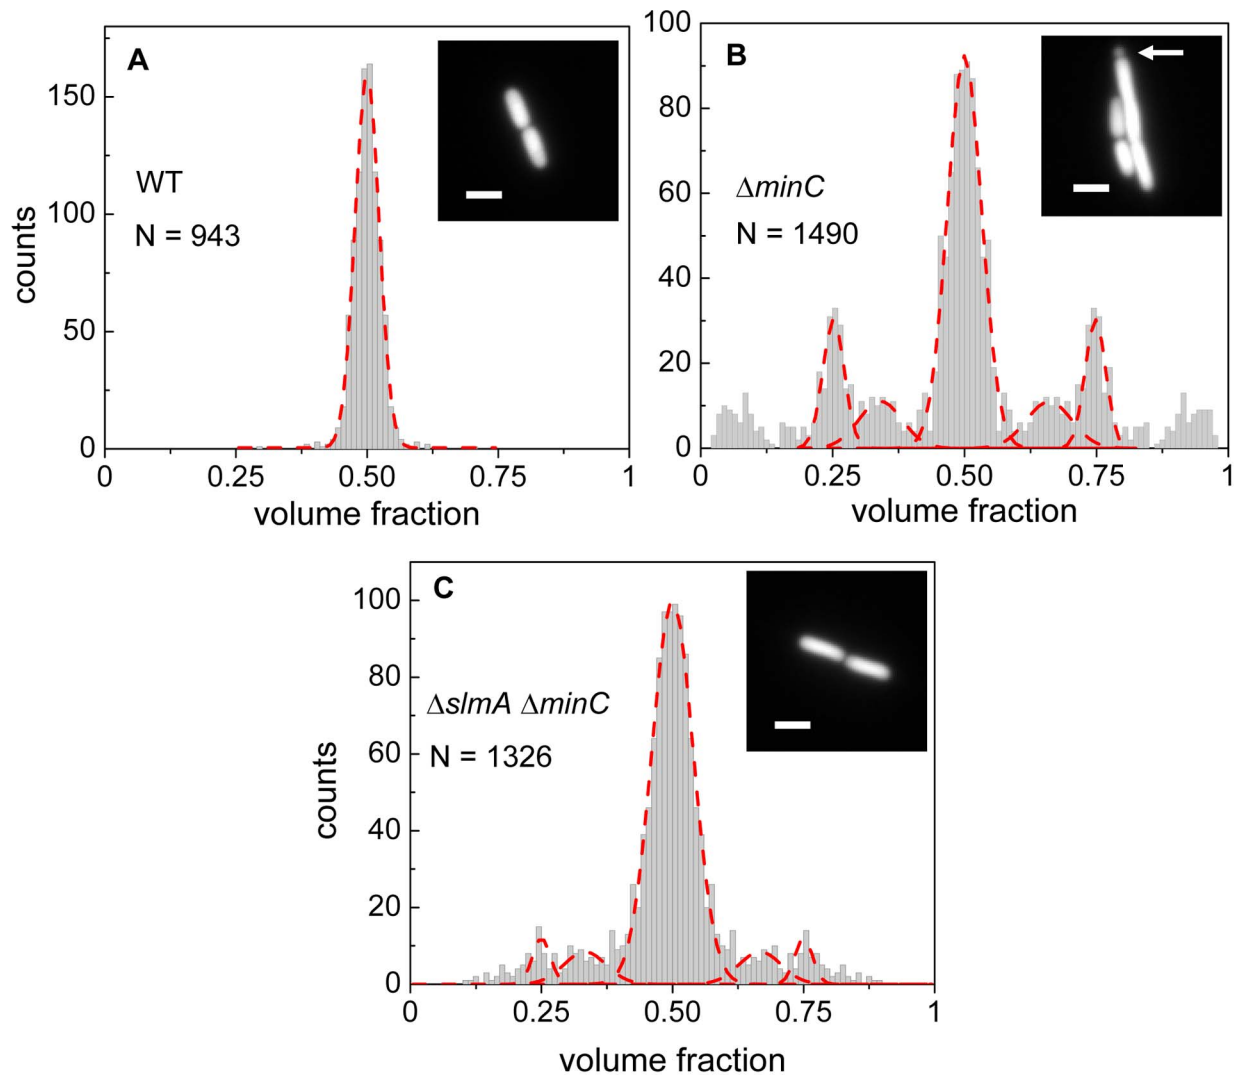 A
WT
N = 943
counts
150
100
50
0
0
0.25
0.50
0.75
1
volume fraction
B
ΔminC
N = 1490
100
80
60
40
20
0
0
0.25
0.50
0.75
1
volume fraction
C
ΔslmA ΔminC
N = 1326
counts
100
80
60
40
20
0
0
0.25
0.50
0.75
1
volume fraction